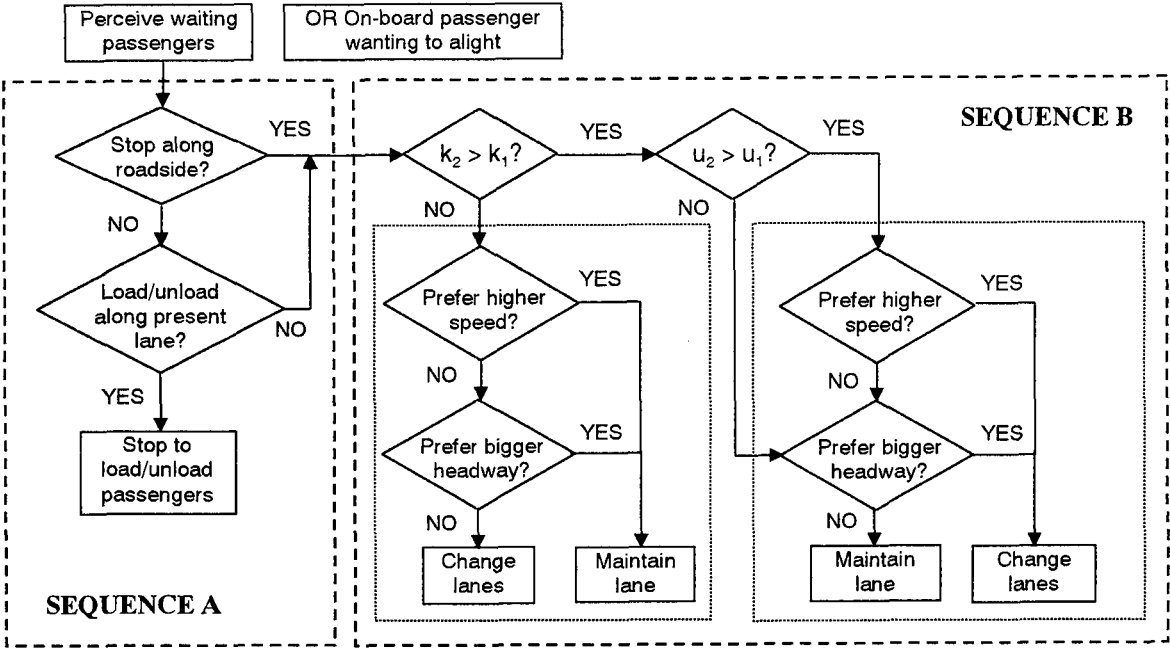 Perceive waiting
passengers
OR On-board passenger
wanting to alight
SEQUENCE B
Stop along
roadside?
YES
NO
Load/unload
along present
lane?
NO
YES
Stop to
load/unload
passengers
SEQUENCE A
k₂ > k₁?
YES
NO
u₂ > u₁?
YES
NO
Prefer higher
speed?
YES
NO
Prefer bigger
headway?
YES
NO
Change
lanes
Maintain
lane
Prefer higher
speed?
YES
NO
Prefer bigger
headway?
YES
NO
Maintain
lane
Change
lanes